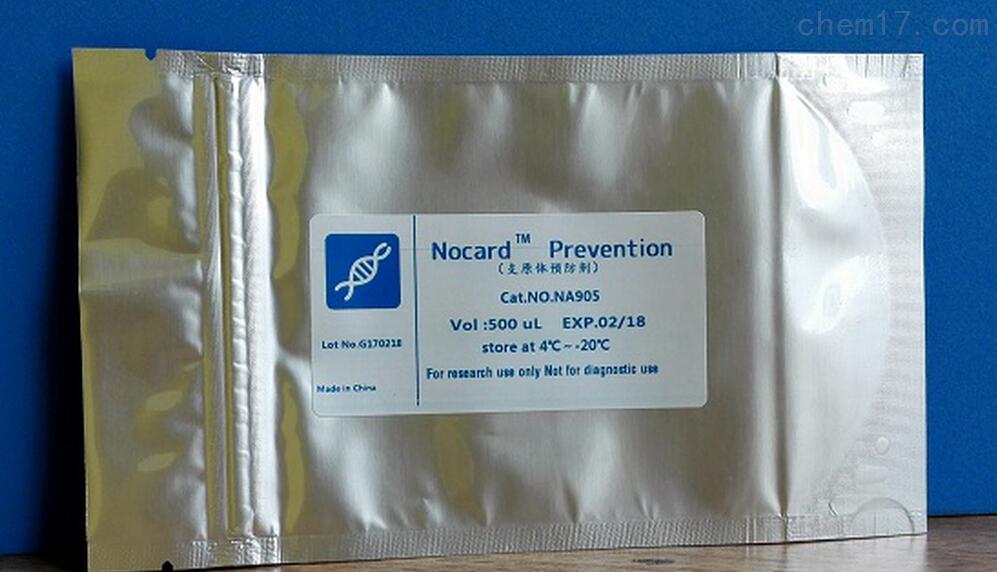 chem17.com
Nocard™ Prevention
(支原体预防剂)
Cat.NO.NA905
Vol :500 uL EXP.02/18
store at 4℃~-20℃
For research use only Not for diagnostic use
Lot No.G170218
Made in China